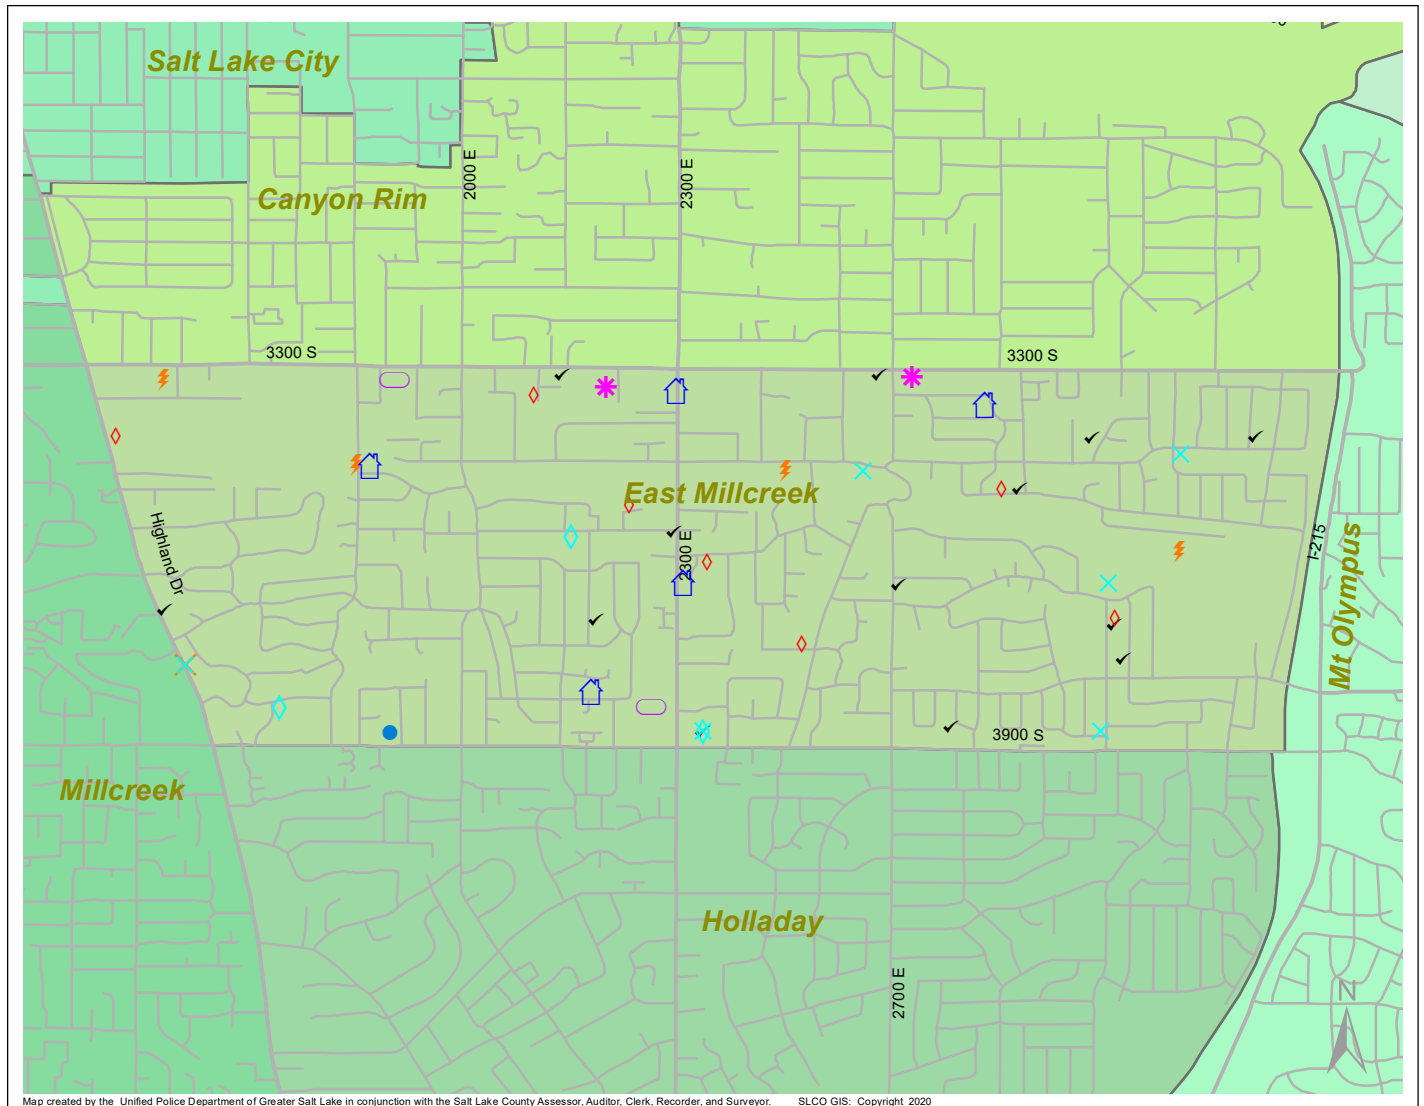 Salt Lake City
Canyon Rim
2000 E
2300 E
3300 S
3300 S
East Millcreek
2300 E
Highland Dr
I-215
Mt Olympus
3900 S
Millcreek
Holladay
2700 E
N
Map created by the Unified Police Department of Greater Salt Lake in conjunction with the Salt Lake County Assessor, Auditor, Clerk, Recorder, and Surveyor. SLCO GIS: Copyright 2020